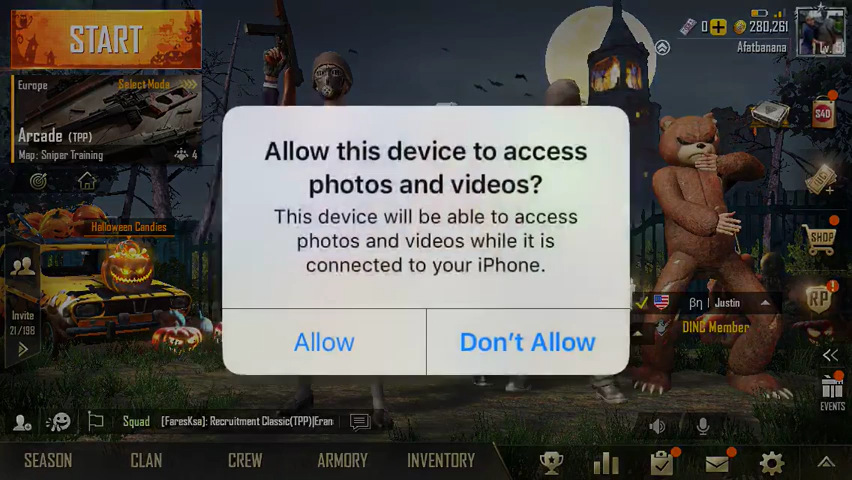 START
0
280,261
Afatbanana
Europe
Select Mode
Arcade (TPP)
Map: Sniper Training
4
Allow this device to access
photos and videos?
This device will be able to access
photos and videos while it is
connected to your iPhone.
Allow
Don't Allow
Halloween Candies
Invite
21/198
SHOP
RP
βη | Justin
DINC Member
EVENTS
Squad
[FaresKsa]: Recruitment Classic(TPP)|Eran
SEASON
CLAN
CREW
ARMORY
INVENTORY